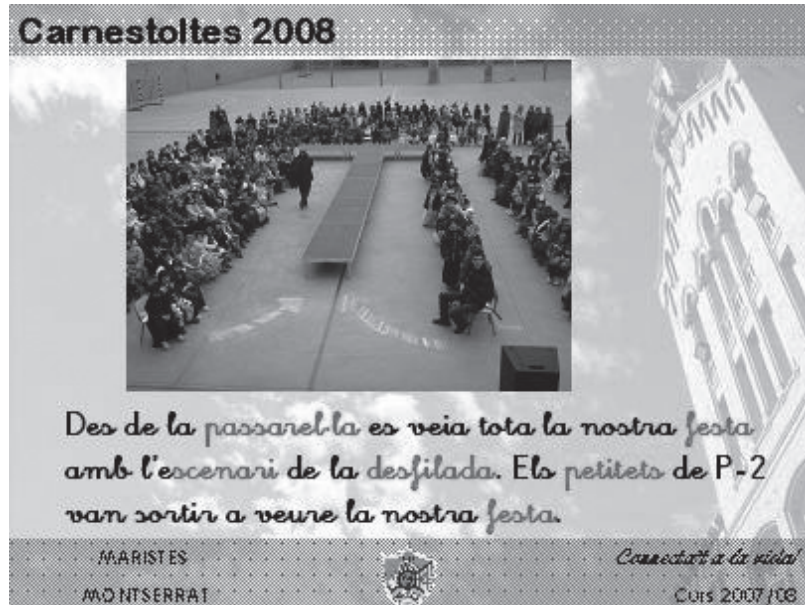 Carnestoltes 2008
Des de la passarel·la es veia tota la nostra festa
amb l'escenari de la desfilada. Els petitets de P-2
van sortir a veure la nostra festa.
MARISTES
MONTSERRAT
Connecta't a la vida!
Curs 2007/08